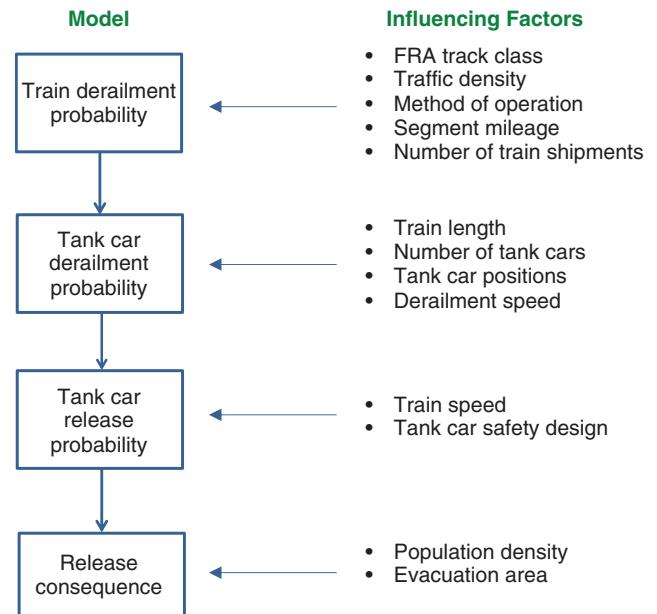 Model
Influencing Factors
Train derailment
probability
• FRA track class
• Traffic density
• Method of operation
• Segment mileage
• Number of train shipments
Tank car
derailment
probability
• Train length
• Number of tank cars
• Tank car positions
• Derailment speed
Tank car
release
probability
• Train speed
• Tank car safety design
Release
consequence
• Population density
• Evacuation area